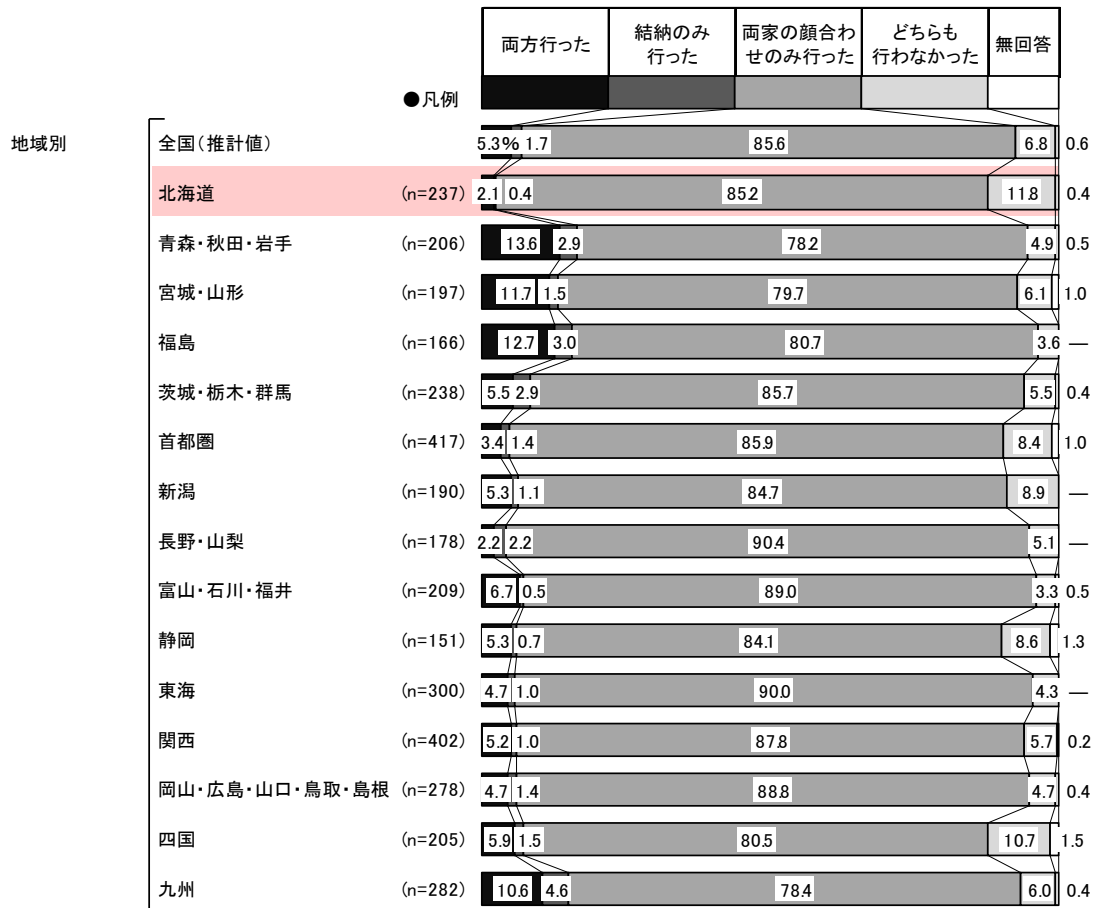 両方行った 結納のみ行った 両家の顔合わせのみ行った どちらも行わなかった 無回答
●凡例
地域別 全国(推計値) 5.3% 1.7 85.6 6.8 0.6
北海道 (n=237) 2.1 0.4 85.2 11.8 0.4
青森・秋田・岩手 (n=206) 13.6 2.9 78.2 4.9 0.5
宮城・山形 (n=197) 11.7 1.5 79.7 6.1 1.0
福島 (n=166) 12.7 3.0 80.7 3.6 ―
茨城・栃木・群馬 (n=238) 5.5 2.9 85.7 5.5 0.4
首都圏 (n=417) 3.4 1.4 85.9 8.4 1.0
新潟 (n=190) 5.3 1.1 84.7 8.9 ―
長野・山梨 (n=178) 2.2 2.2 90.4 5.1 ―
富山・石川・福井 (n=209) 6.7 0.5 89.0 3.3 0.5
静岡 (n=151) 5.3 0.7 84.1 8.6 1.3
東海 (n=300) 4.7 1.0 90.0 4.3 ―
関西 (n=402) 5.2 1.0 87.8 5.7 0.2
岡山・広島・山口・鳥取・島根 (n=278) 4.7 1.4 88.8 4.7 0.4
四国 (n=205) 5.9 1.5 80.5 10.7 1.5
九州 (n=282) 10.6 4.6 78.4 6.0 0.4